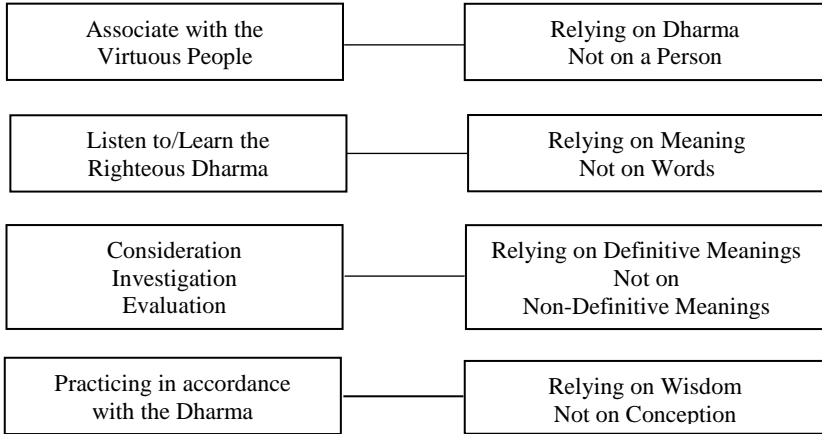 Associate with the
Virtuous People
Relying on Dharma
Not on a Person
Listen to/Learn the
Righteous Dharma
Relying on Meaning
Not on Words
Consideration
Investigation
Evaluation
Relying on Definitive Meanings
Not on
Non-Definitive Meanings
Practicing in accordance
with the Dharma
Relying on Wisdom
Not on Conception